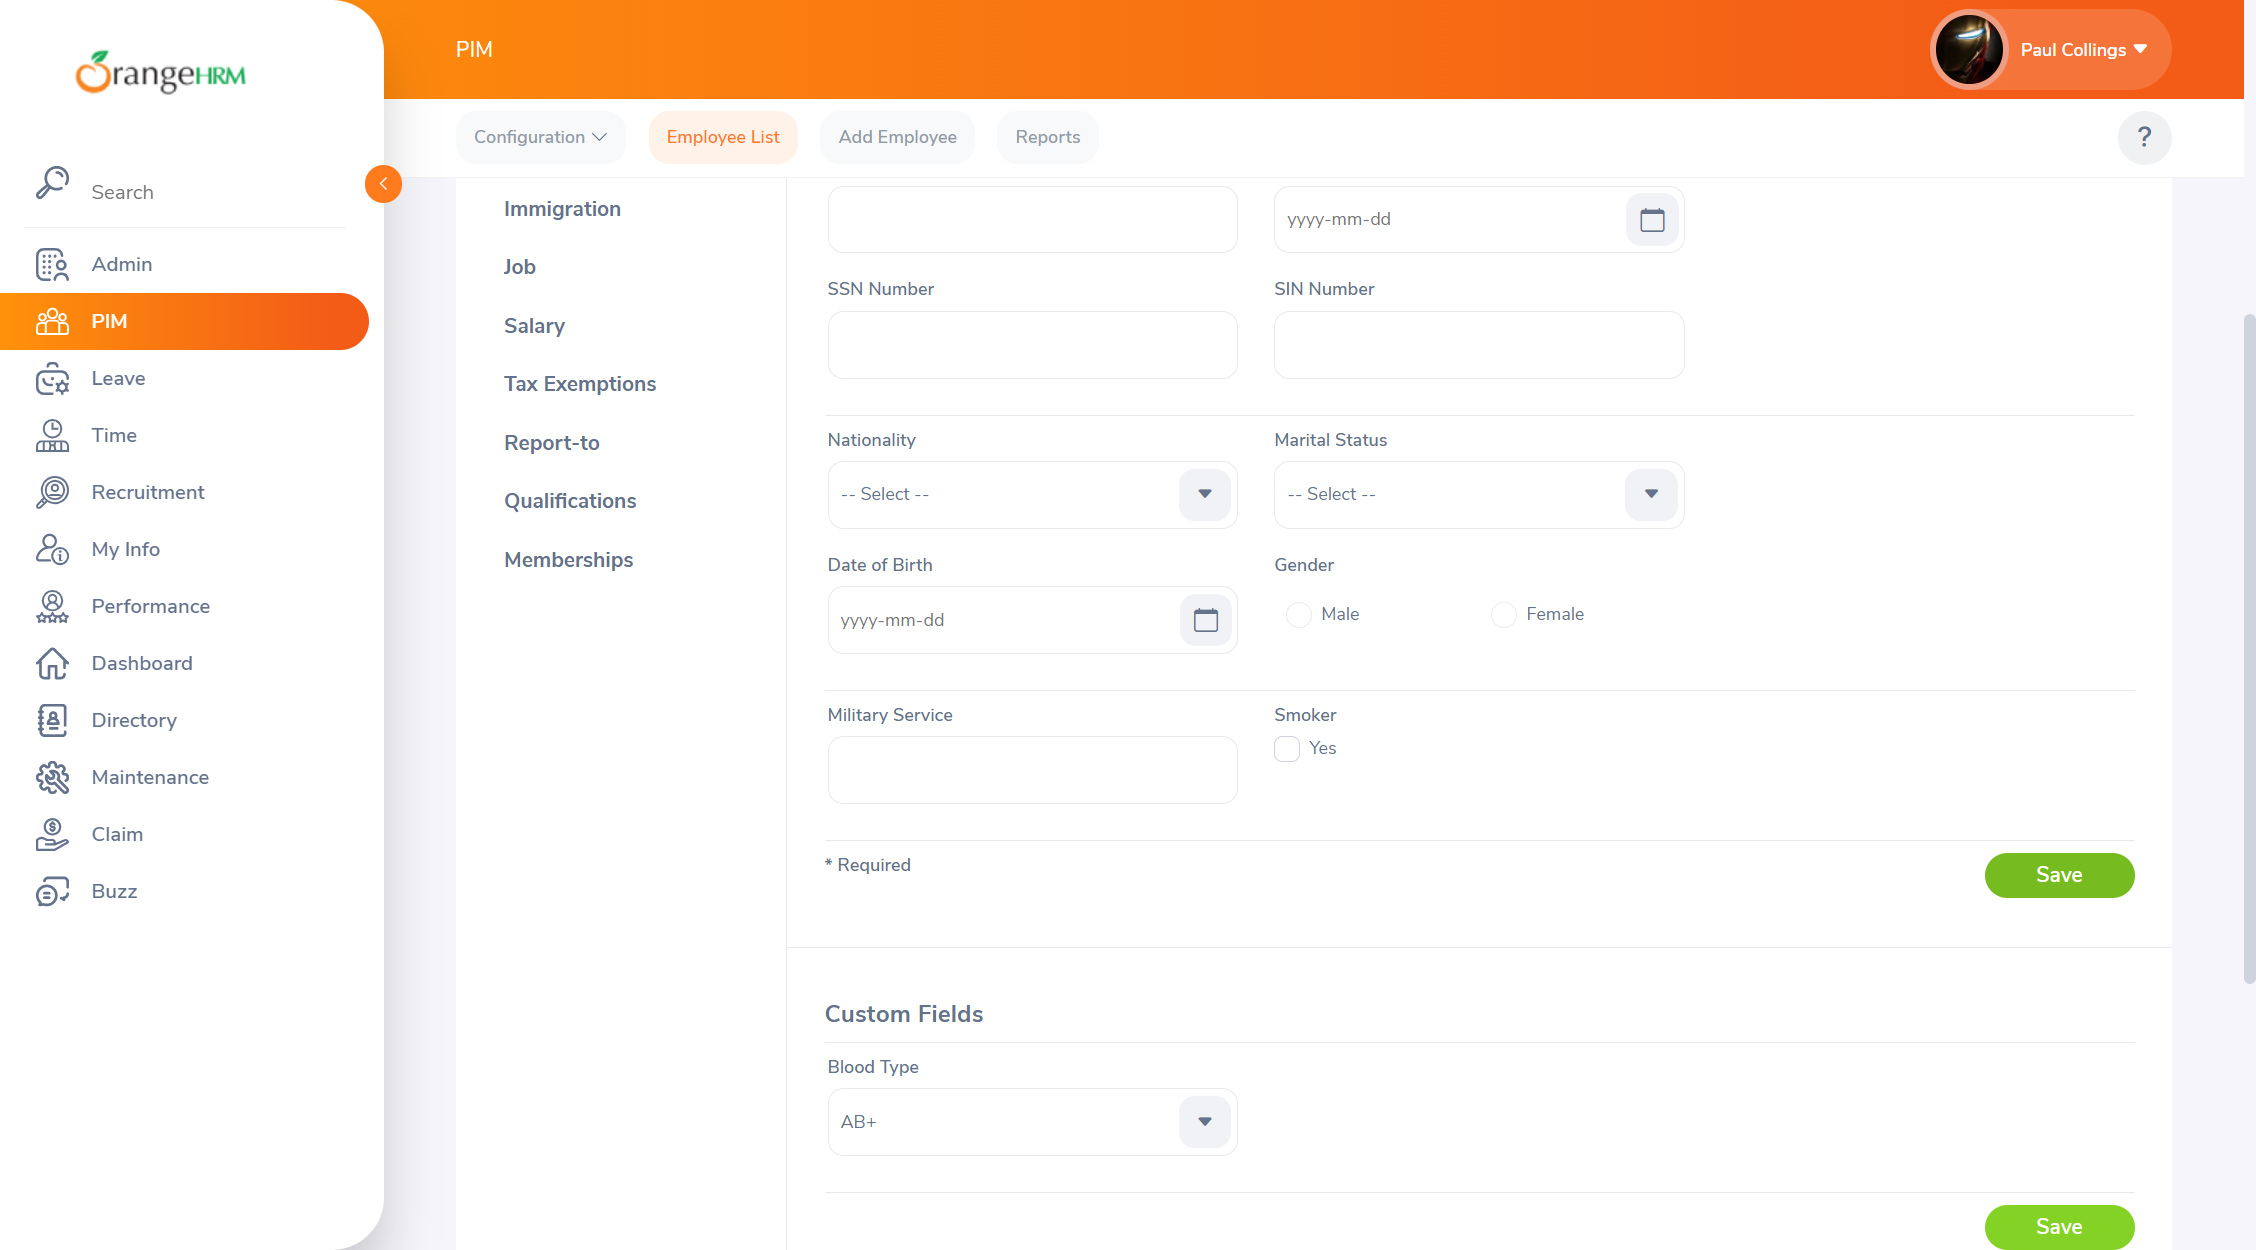 OrangeHRM
Search
Admin
PIM
Leave
Time
Recruitment
My Info
Performance
Dashboard
Directory
Maintenance
Claim
Buzz
PIM
Paul Collings
Configuration
Employee List
Add Employee
Reports
?
Immigration
Job
Salary
Tax Exemptions
Report-to
Qualifications
Memberships
yyyy-mm-dd
SSN Number
SIN Number
Nationality
Marital Status
-- Select --
-- Select --
Date of Birth
Gender
yyyy-mm-dd
Male
Female
Military Service
Smoker
Yes
* Required
Save
Custom Fields
Blood Type
AB+
Save